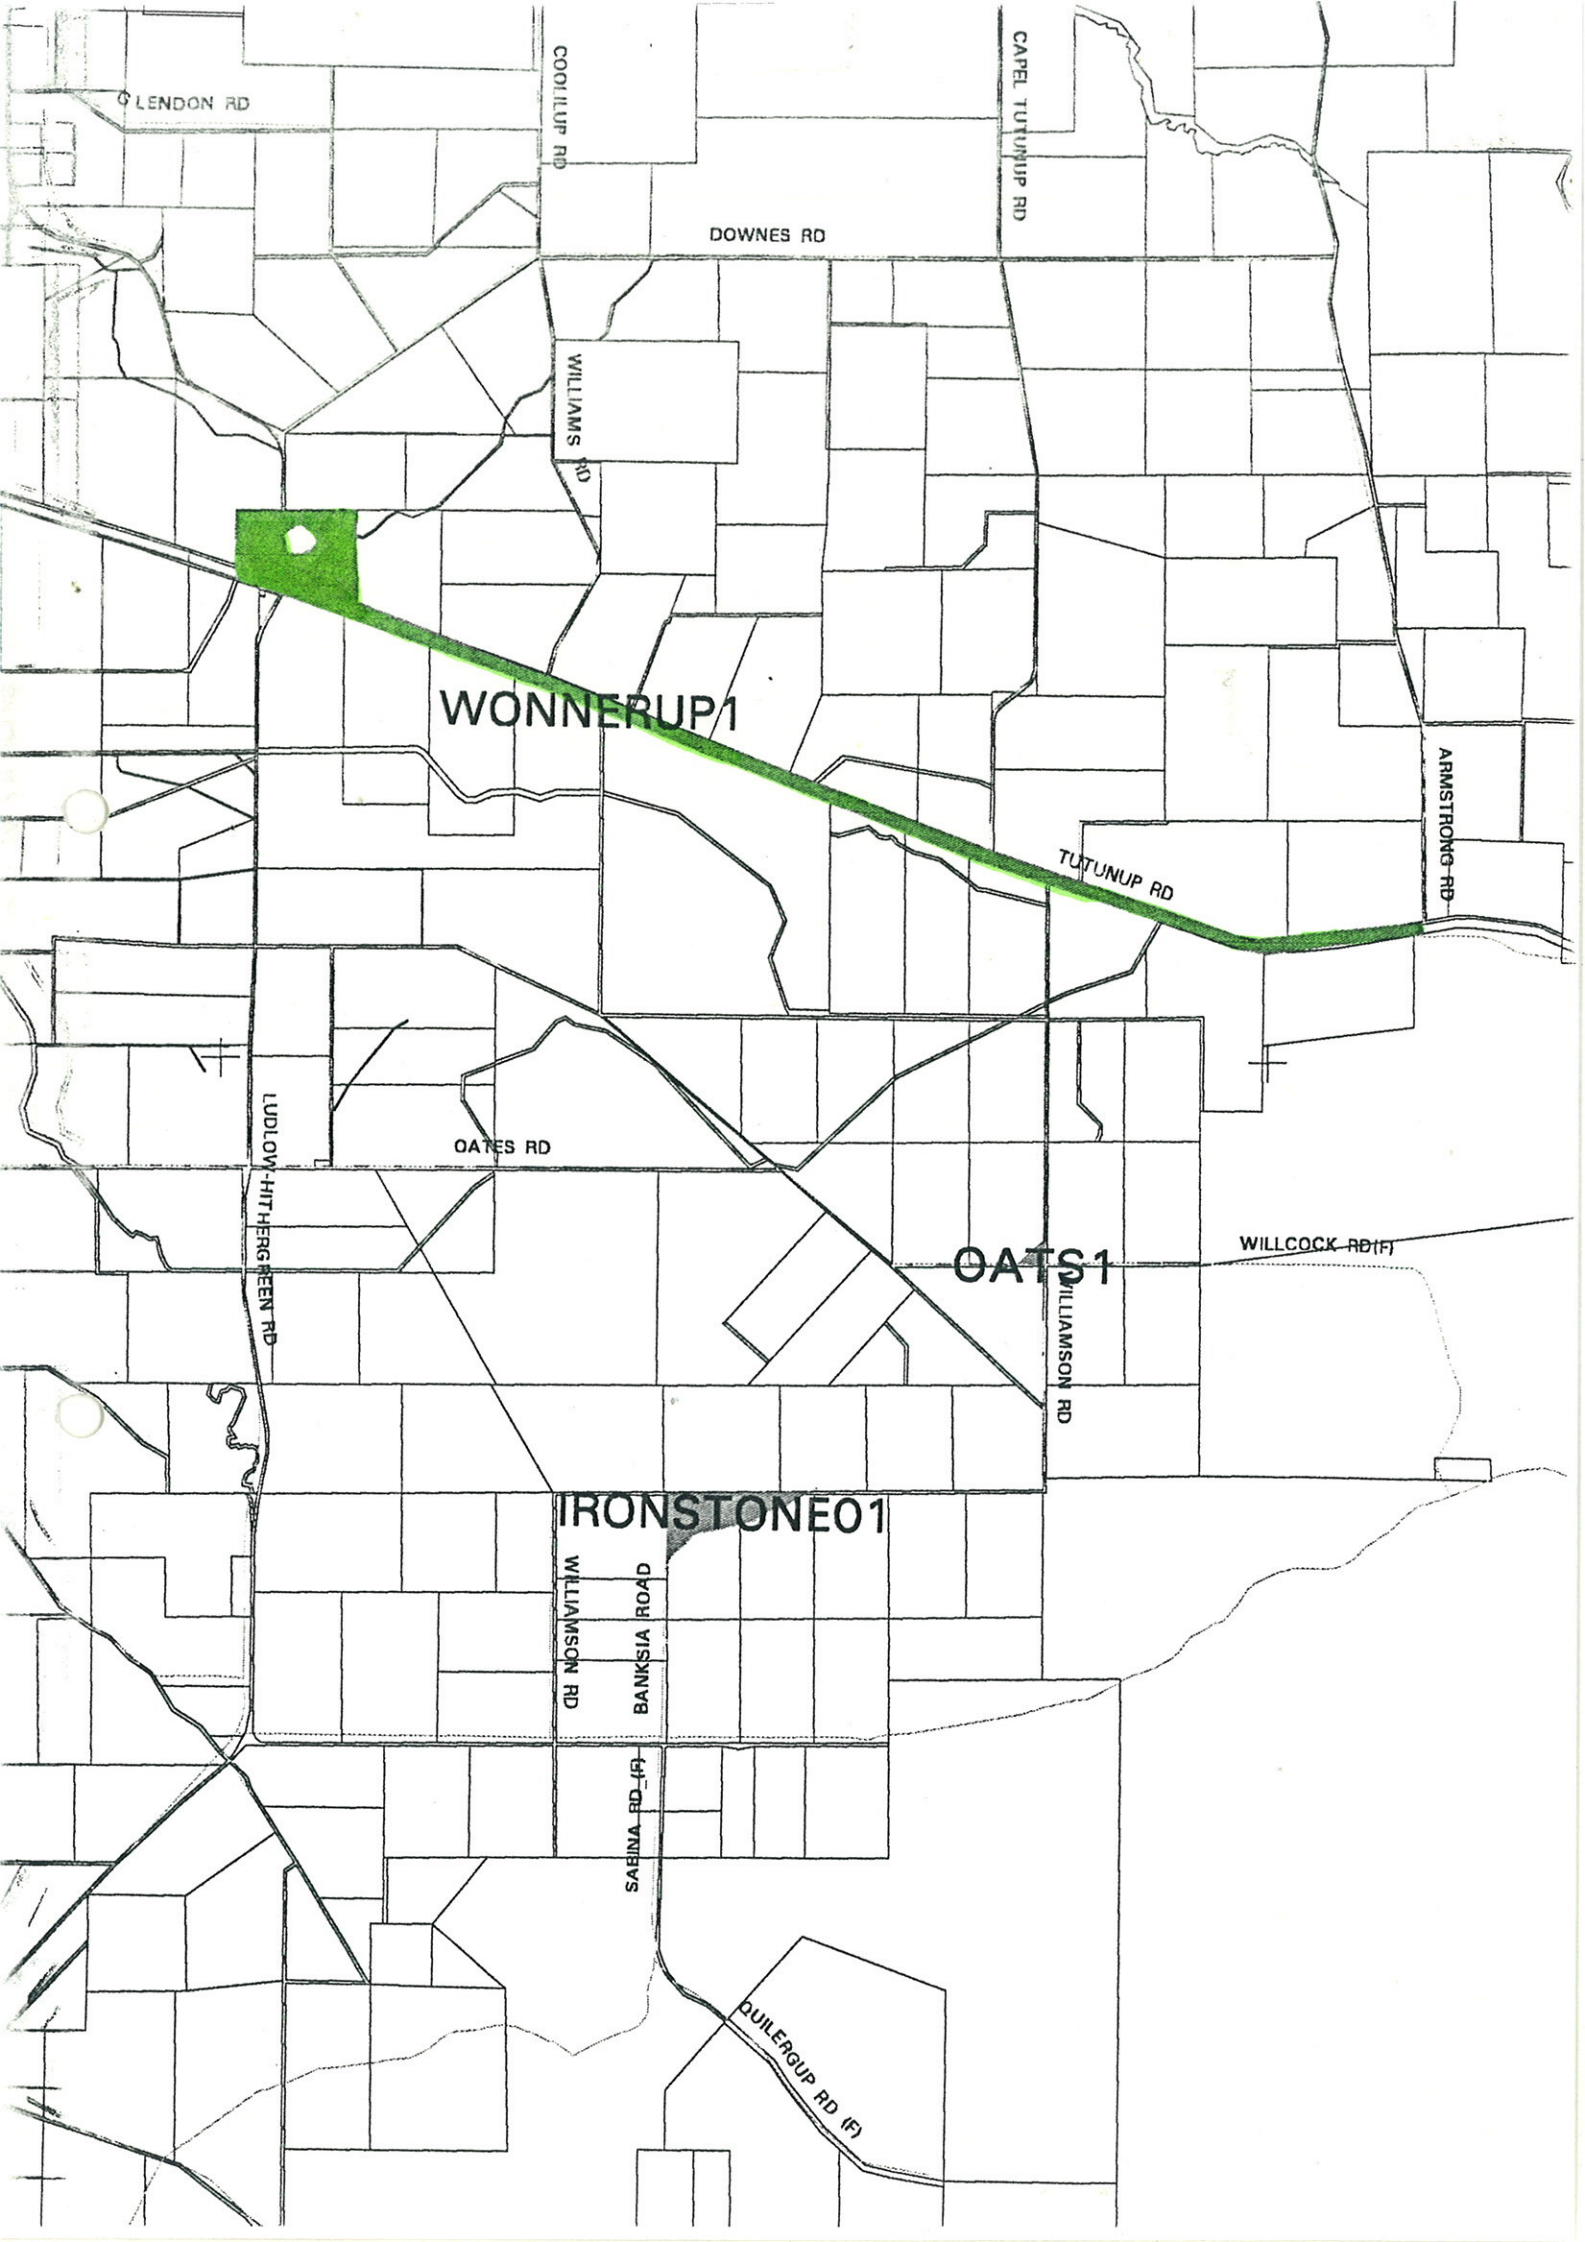 GLENDON RD
COOLILUP RD
CAPEL TUTUNUP RD
DOWNES RD
WILLIAMS RD
WONNERUP1
ARMSTRONG RD
TUTUNUP RD
LUDLOW-HITHERGREEN RD
OATES RD
WILLCOCK RD(F)
OATS1
WILLIAMSON RD
IRONSTONE01
WILLIAMSON RD
BANKSIA ROAD
SABINA RD (F)
QUILERGUP RD (F)